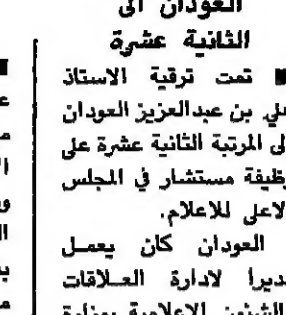 العودان الى
الثانية عشرة
تمت ترقية الاستاذ
علي بن عبدالعزيز العودان
الى المرتبة الثانية عشرة على
وظيفة مستشار في المجلس
الاعلى للاعلام.
العودان كان يعمل
مديرا لادارة العلاقات